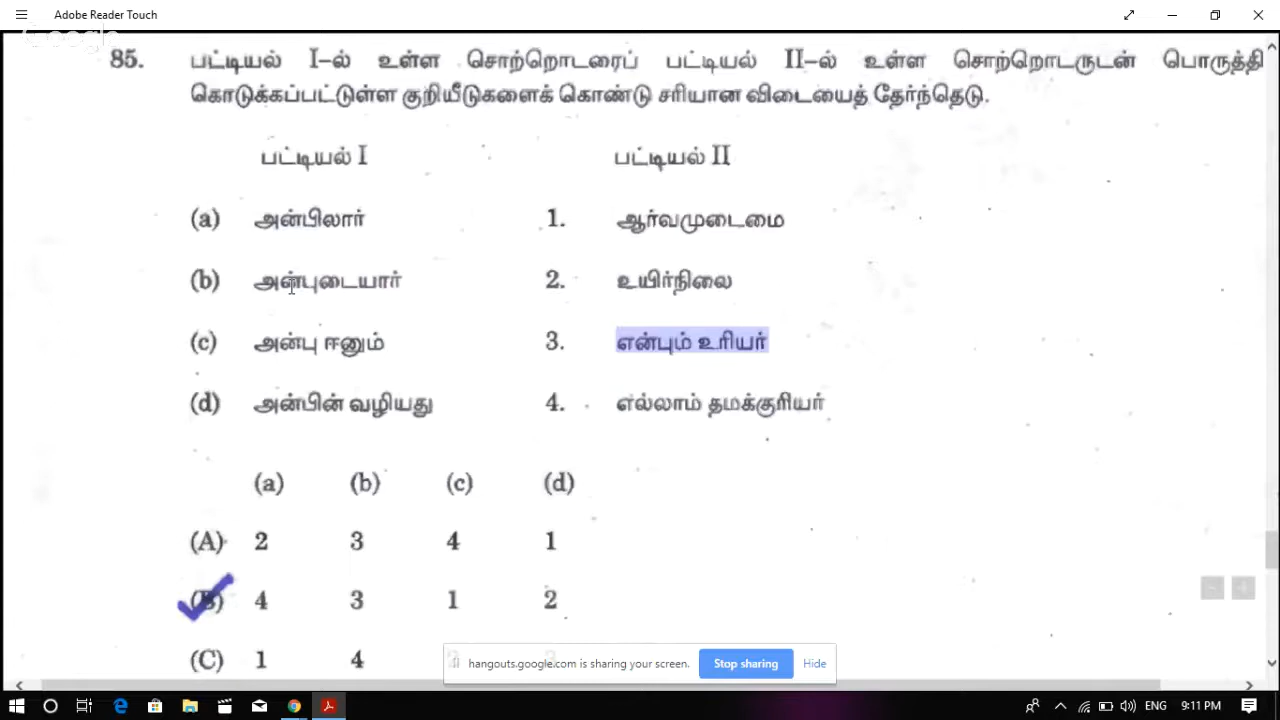 Adobe Reader Touch
Google
85. பட்டியல் I-ல் உள்ள சொற்றொடரைப் பட்டியல் II-ல் உள்ள சொற்றொடருடன் பொருத்தி
கொடுக்கப்பட்டுள்ள குறியீடுகளைக் கொண்டு சரியான விடையைத் தேர்ந்தெடு.
பட்டியல் I பட்டியல் II
(a) அன்பிலார் 1. ஆர்வமுடைமை
(b) அன்புடையார் 2. உயிர்நிலை
(c) அன்பு ஈனும் 3. என்பும் உரியர்
(d) அன்பின் வழியது 4. எல்லாம் தமக்குரியர்
(a) (b) (c) (d)
(A) 2 3 4 1
(B) 4 3 1 2
(C) 1 4
hangouts.google.com is sharing your screen. Stop sharing Hide
ENG 9:11 PM